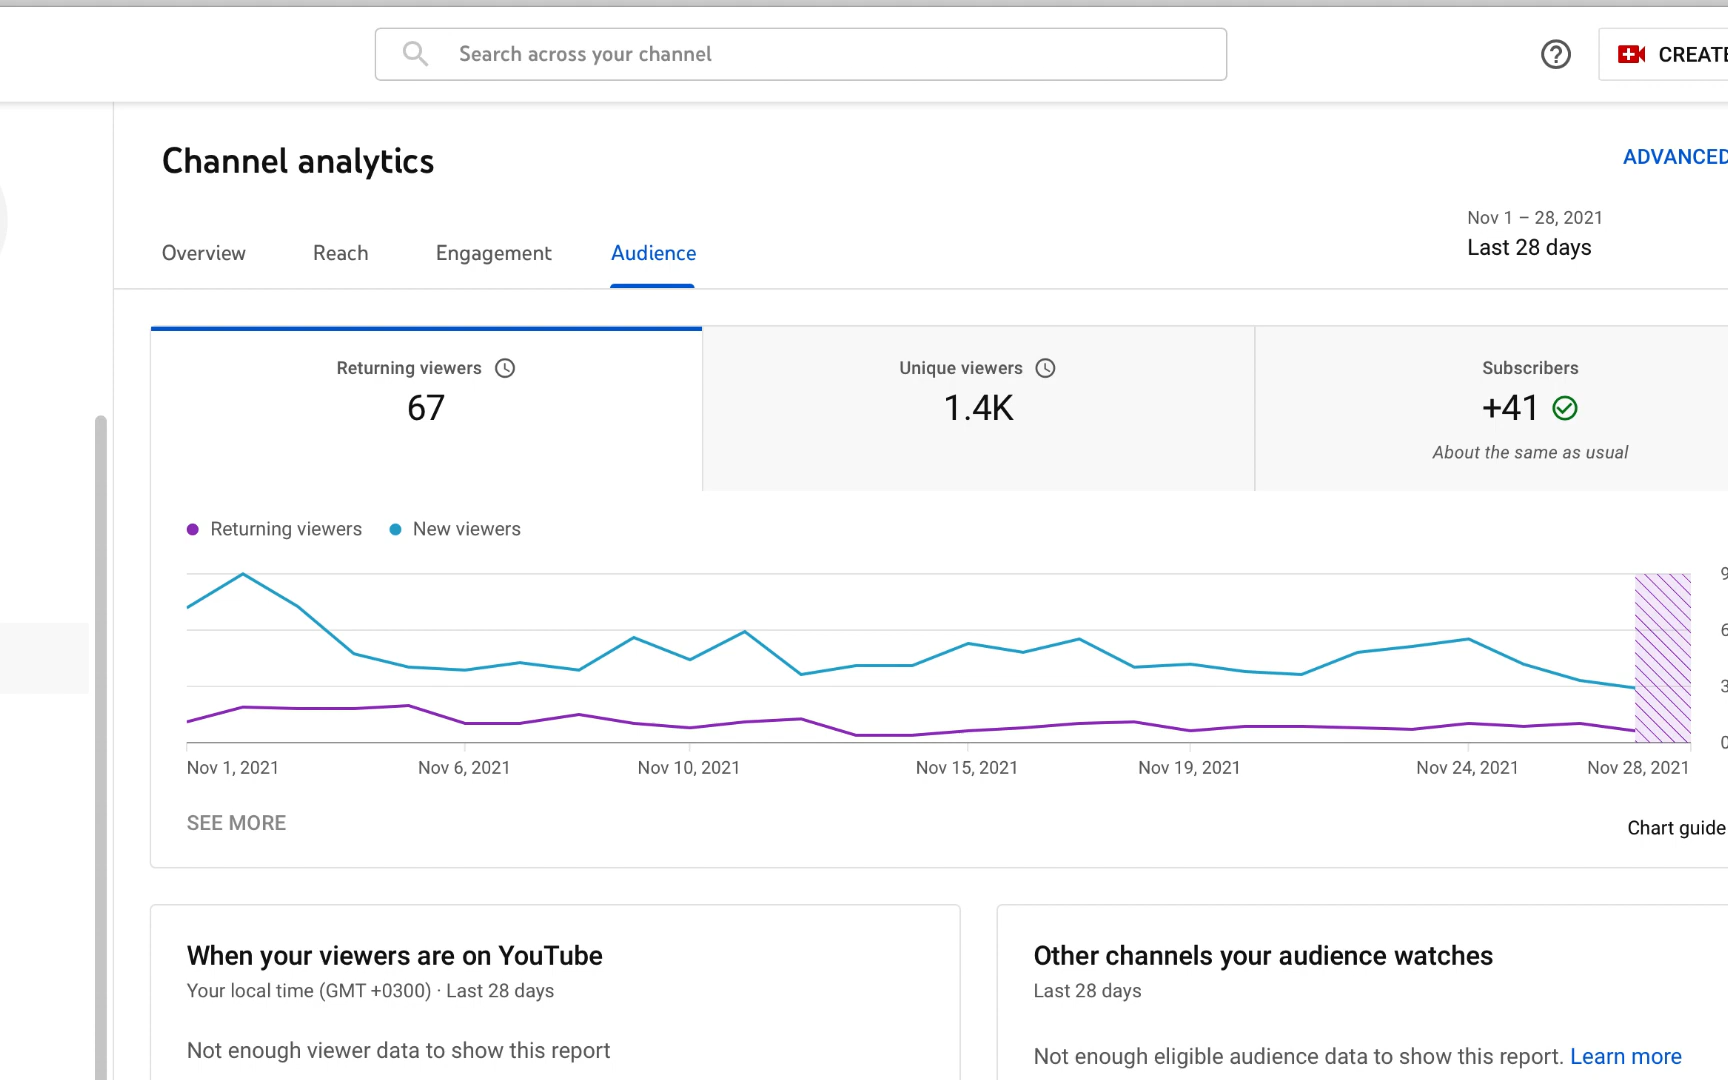 Search across your channel
CREATE
Channel analytics
ADVANCED
Nov 1 – 28, 2021
Last 28 days
Overview
Reach
Engagement
Audience
Returning viewers
67
Unique viewers
1.4K
Subscribers
+41
About the same as usual
Returning viewers
New viewers
9
6
3
0
Nov 1, 2021
Nov 6, 2021
Nov 10, 2021
Nov 15, 2021
Nov 19, 2021
Nov 24, 2021
Nov 28, 2021
SEE MORE
Chart guide
When your viewers are on YouTube
Your local time (GMT +0300) · Last 28 days
Not enough viewer data to show this report
Other channels your audience watches
Last 28 days
Not enough eligible audience data to show this report. Learn more